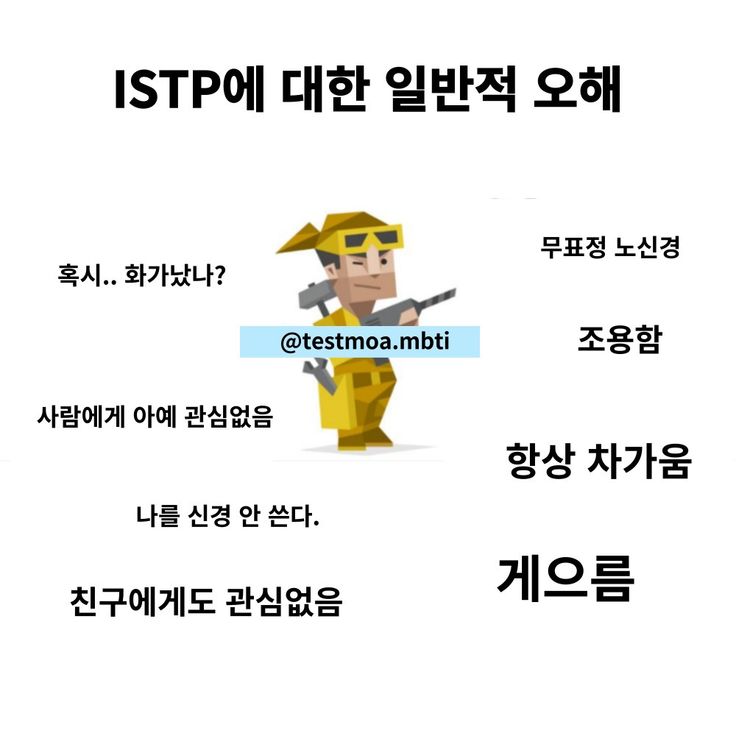 ISTP에 대한 일반적 오해
무표정 노신경
혹시.. 화가났나?
@testmoa.mbti
조용함
사람에게 아예 관심없음
항상 차가움
나를 신경 안 쓴다.
게으름
친구에게도 관심없음